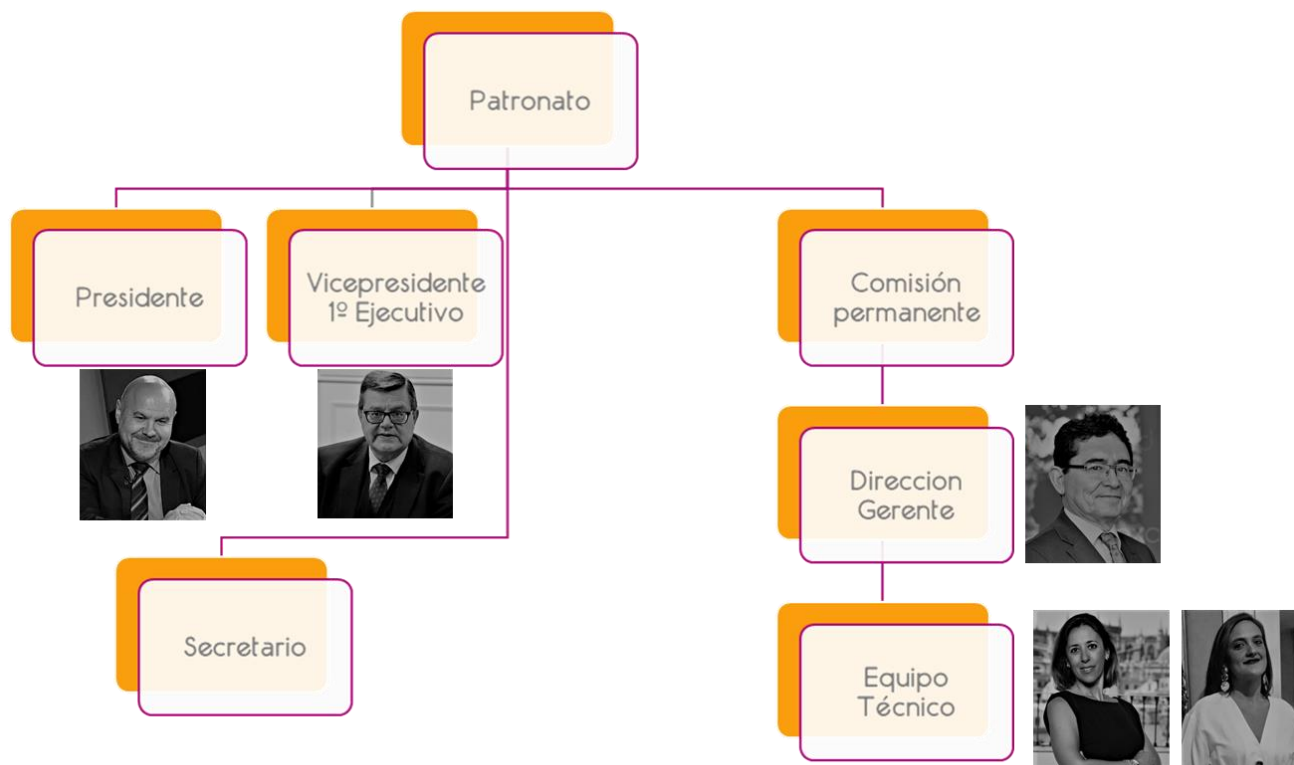 Patronato
Presidente
Vicepresidente
1º Ejecutivo
Comisión
permanente
Direccion
Gerente
Secretario
Equipo
Técnico